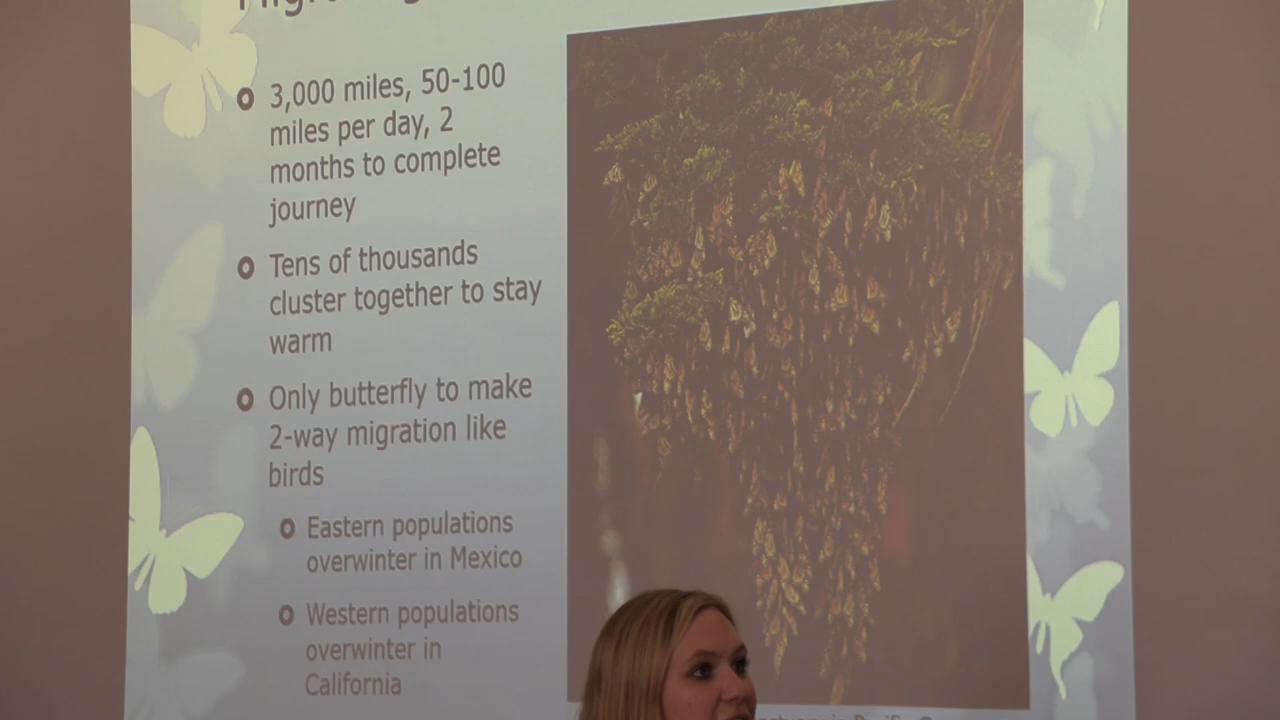 3,000 miles, 50-100
miles per day, 2
months to complete
journey
Tens of thousands
cluster together to stay
warm
Only butterfly to make
2-way migration like
birds
Eastern populations
overwinter in Mexico
Western populations
overwinter in
California